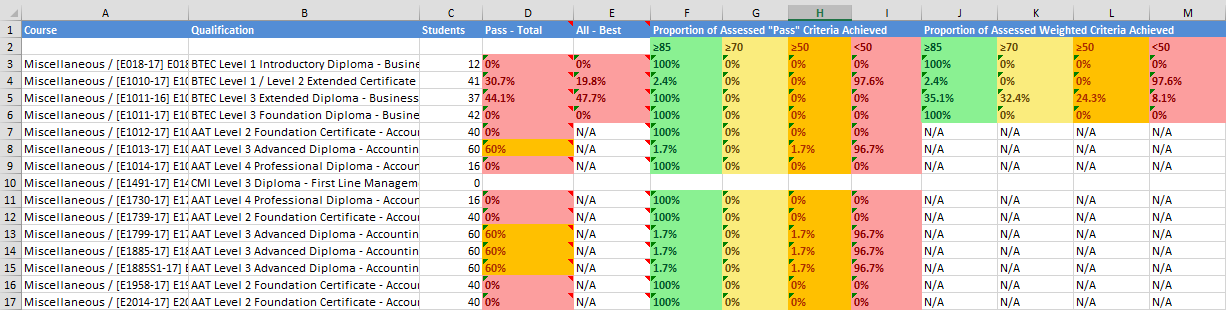 A B C D E F G H I J K L M
1 Course Qualification Students Pass - Total All - Best Proportion of Assessed "Pass" Criteria Achieved Proportion of Assessed Weighted Criteria Achieved
2 ≥85 ≥70 ≥50 <50 ≥85 ≥70 ≥50 <50
3 Miscellaneous / [E018-17] E018 BTEC Level 1 Introductory Diploma - Busine 12 0% 0% 100% 0% 0% 0% 100% 0% 0% 0%
4 Miscellaneous / [E1010-17] E10 BTEC Level 1 / Level 2 Extended Certificate 41 30.7% 19.8% 2.4% 0% 0% 97.6% 2.4% 0% 0% 97.6%
5 Miscellaneous / [E1011-16] E10 BTEC Level 3 Extended Diploma - Business 37 44.1% 47.7% 100% 0% 0% 0% 35.1% 32.4% 24.3% 8.1%
6 Miscellaneous / [E1011-17] E10 BTEC Level 3 Foundation Diploma - Busine 42 0% 0% 100% 0% 0% 0% 100% 0% 0% 0%
7 Miscellaneous / [E1012-17] E10 AAT Level 2 Foundation Certificate - Accou 40 0% N/A 100% 0% 0% 0% N/A N/A N/A N/A
8 Miscellaneous / [E1013-17] E10 AAT Level 3 Advanced Diploma - Accountin 60 60% N/A 1.7% 0% 1.7% 96.7% N/A N/A N/A N/A
9 Miscellaneous / [E1014-17] E10 AAT Level 4 Professional Diploma - Accoun 16 0% N/A 100% 0% 0% 0% N/A N/A N/A N/A
10 Miscellaneous / [E1491-17] E14 CMI Level 3 Diploma - First Line Managem 0
11 Miscellaneous / [E1730-17] E17 AAT Level 4 Professional Diploma - Accoun 16 0% N/A 100% 0% 0% 0% N/A N/A N/A N/A
12 Miscellaneous / [E1739-17] E17 AAT Level 2 Foundation Certificate - Accou 40 0% N/A 100% 0% 0% 0% N/A N/A N/A N/A
13 Miscellaneous / [E1799-17] E17 AAT Level 3 Advanced Diploma - Accountin 60 60% N/A 1.7% 0% 1.7% 96.7% N/A N/A N/A N/A
14 Miscellaneous / [E1885-17] E18 AAT Level 3 Advanced Diploma - Accountin 60 60% N/A 1.7% 0% 1.7% 96.7% N/A N/A N/A N/A
15 Miscellaneous / [E1885S1-17] E AAT Level 3 Advanced Diploma - Accountin 60 60% N/A 1.7% 0% 1.7% 96.7% N/A N/A N/A N/A
16 Miscellaneous / [E1958-17] E19 AAT Level 2 Foundation Certificate - Accou 40 0% N/A 100% 0% 0% 0% N/A N/A N/A N/A
17 Miscellaneous / [E2014-17] E20 AAT Level 2 Foundation Certificate - Accou 40 0% N/A 100% 0% 0% 0% N/A N/A N/A N/A